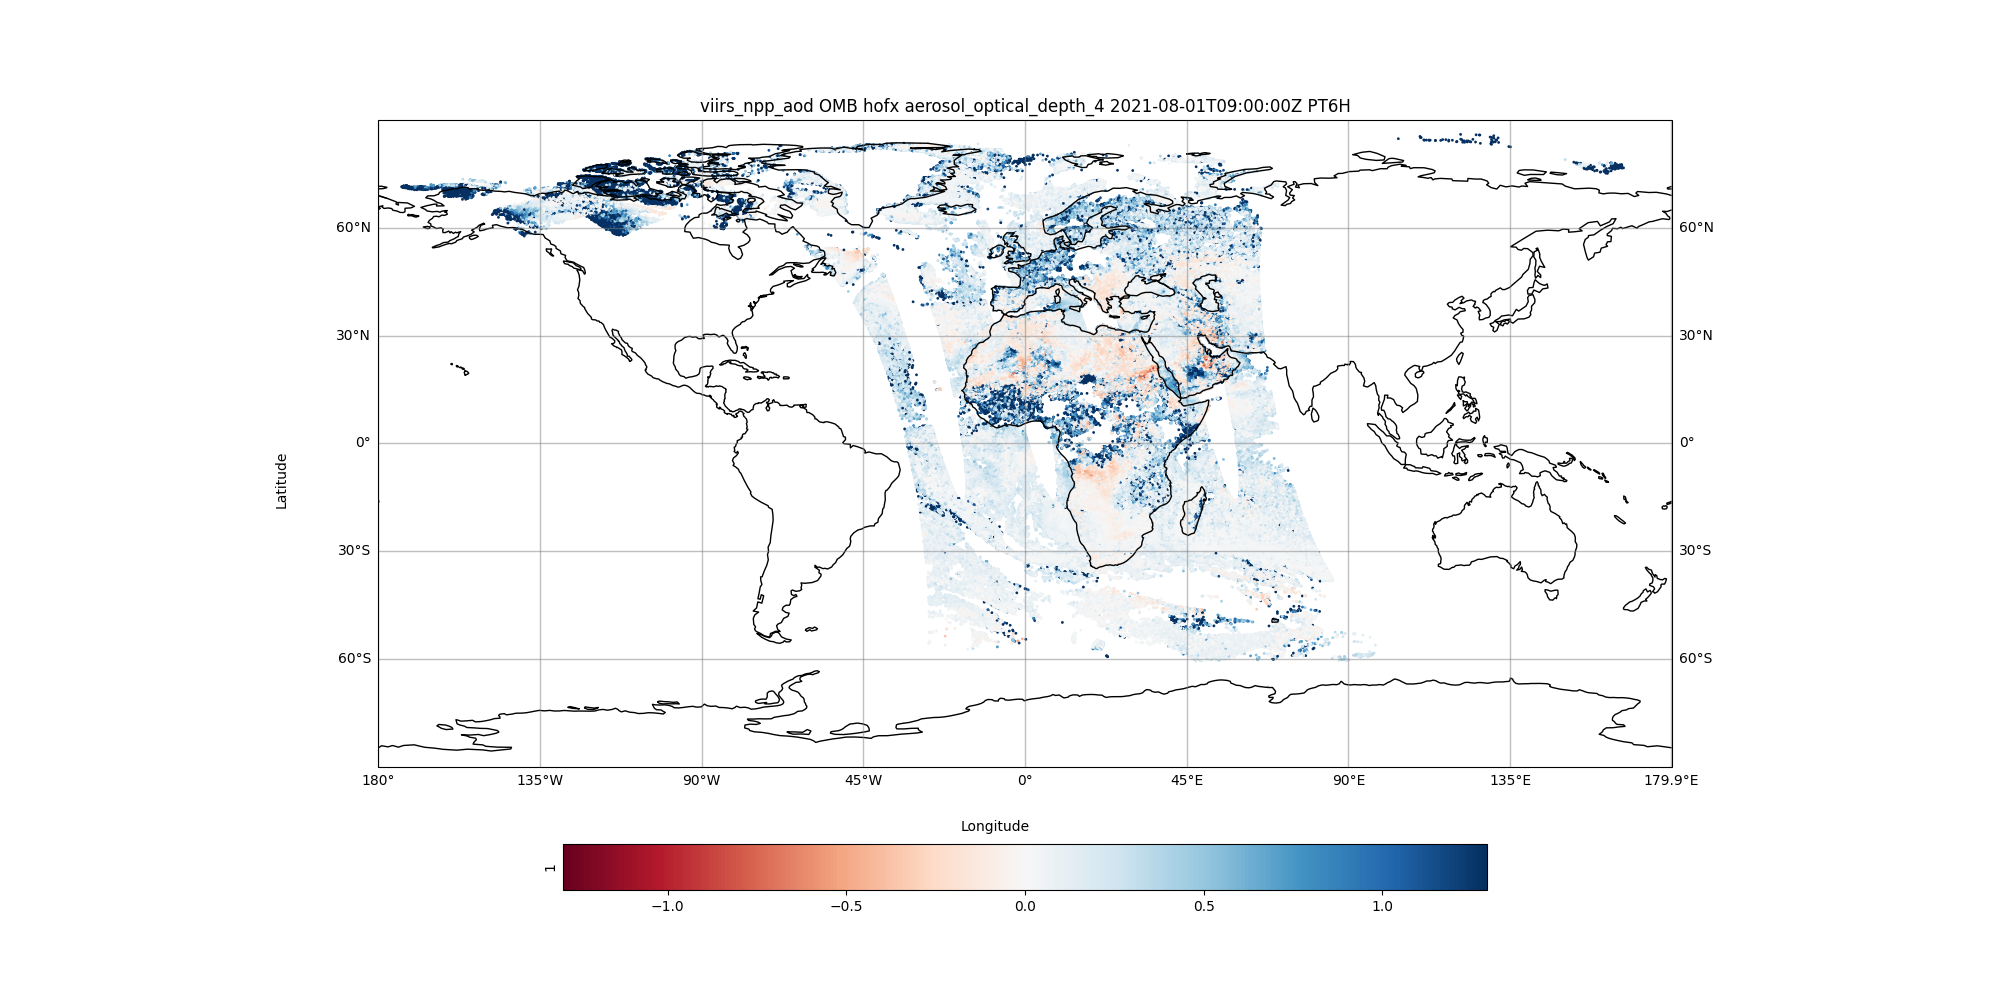 viirs_npp_aod OMB hofx aerosol_optical_depth_4 2021-08-01T09:00:00Z PT6H
60°N 60°N
30°N 30°N
0° 0°
Latitude
30°S 30°S
60°S 60°S
180° 135°W 90°W 45°W 0° 45°E 90°E 135°E 179.9°E
Longitude
1
−1.0 −0.5 0.0 0.5 1.0